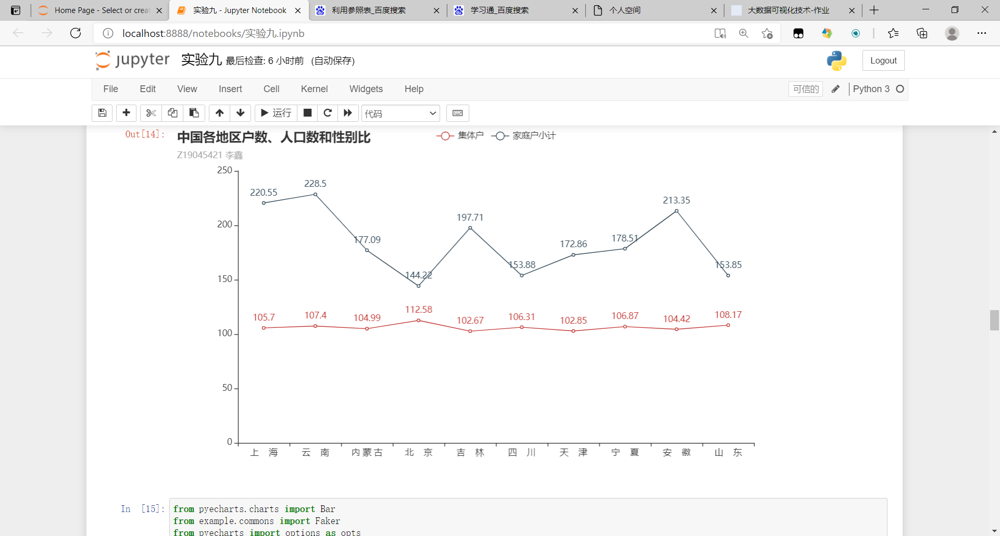 Home Page - Select or creat
实验九 - Jupyter Notebook
利用参照表_百度搜索
学习通_百度搜索
个人空间
大数据可视化技术-作业
localhost:8888/notebooks/实验九.ipynb
jupyter 实验九 最后检查: 6 小时前 (自动保存)
Logout
File Edit View Insert Cell Kernel Widgets Help
可信的 Python 3
运行 代码
Out[14]:
中国各地区户数、人口数和性别比
集体户 家庭户小计
Z19045421 李鑫
250
228.5
220.55
213.35
200
197.71
177.09
172.86
178.51
153.88
153.85
150
144.22
105.7 107.4 104.99 112.58 102.67 106.31 102.85 106.87 104.42 108.17
100
50
0
上 海 云 南 内蒙古 北 京 吉 林 四 川 天 津 宁 夏 安 徽 山 东
In [15]:
from pyecharts.charts import Bar
from example.commons import Faker
from pyecharts import options as opts